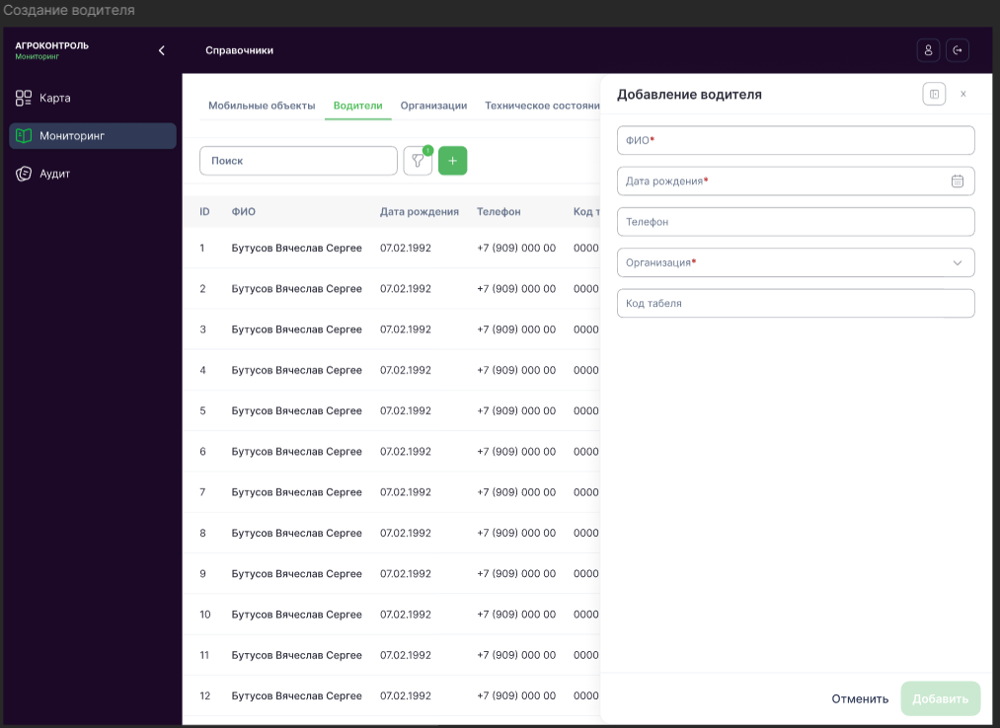 Создание водителя
АГРОКОНТРОЛЬ
Мониторинг
Справочники
Карта
Мониторинг
Аудит
Мобильные объекты Водители Организации Техническое состояни
Поиск
1
ID ФИО Дата рождения Телефон Код т
1 Бутусов Вячеслав Сергее 07.02.1992 +7 (909) 000 00 0000
2 Бутусов Вячеслав Сергее 07.02.1992 +7 (909) 000 00 0000
3 Бутусов Вячеслав Сергее 07.02.1992 +7 (909) 000 00 0000
4 Бутусов Вячеслав Сергее 07.02.1992 +7 (909) 000 00 0000
5 Бутусов Вячеслав Сергее 07.02.1992 +7 (909) 000 00 0000
6 Бутусов Вячеслав Сергее 07.02.1992 +7 (909) 000 00 0000
7 Бутусов Вячеслав Сергее 07.02.1992 +7 (909) 000 00 0000
8 Бутусов Вячеслав Сергее 07.02.1992 +7 (909) 000 00 0000
9 Бутусов Вячеслав Сергее 07.02.1992 +7 (909) 000 00 0000
10 Бутусов Вячеслав Сергее 07.02.1992 +7 (909) 000 00 0000
11 Бутусов Вячеслав Сергее 07.02.1992 +7 (909) 000 00 0000
12 Бутусов Вячеслав Сергее 07.02.1992 +7 (909) 000 00 0000
Добавление водителя
ФИО*
Дата рождения*
Телефон
Организация*
Код табеля
Отменить Добавить